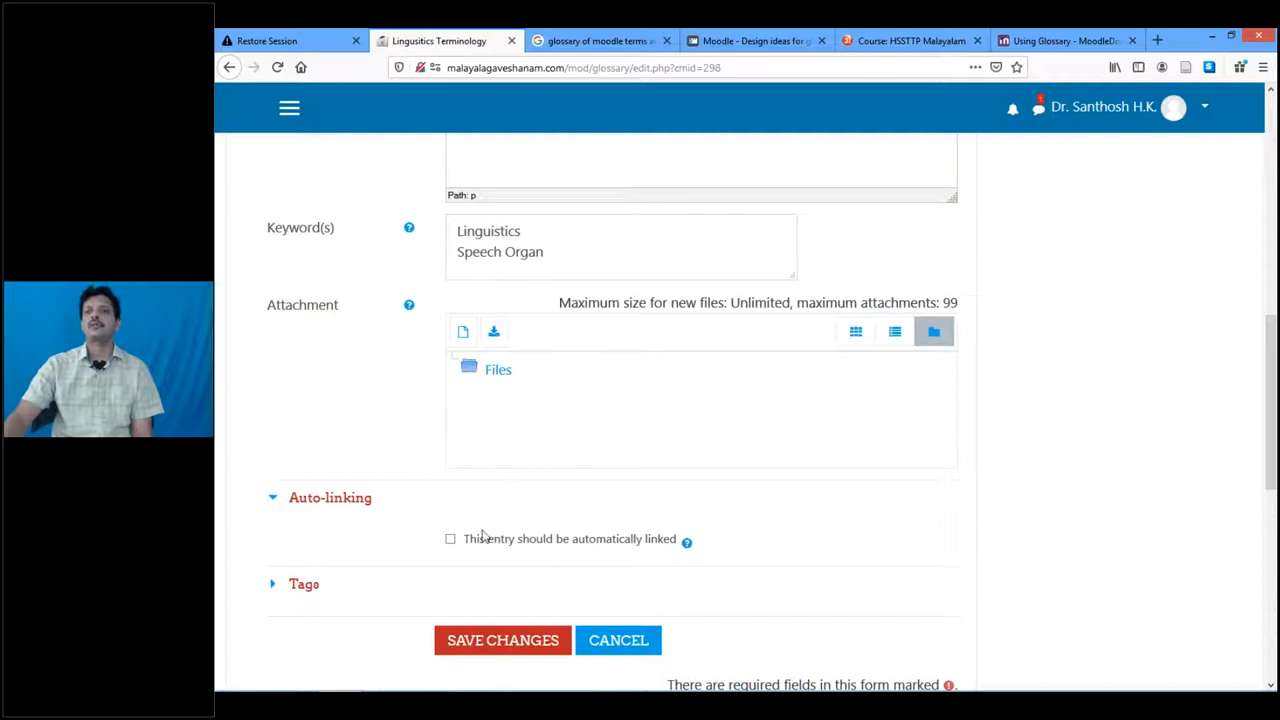 Restore Session
Lingusitics Terminology
glossary of moodle terms a
Moodle - Design ideas for g
Course: HSSTTP Malayalam
Using Glossary - MoodleDo
malayalagaveshanam.com/mod/glossary/edit.php?cmid=298
1
Dr. Santhosh H.K.
Path: p
Keyword(s)
Linguistics
Speech Organ
Attachment
Maximum size for new files: Unlimited, maximum attachments: 99
Files
Auto-linking
This entry should be automatically linked
Tags
SAVE CHANGES
CANCEL
There are required fields in this form marked